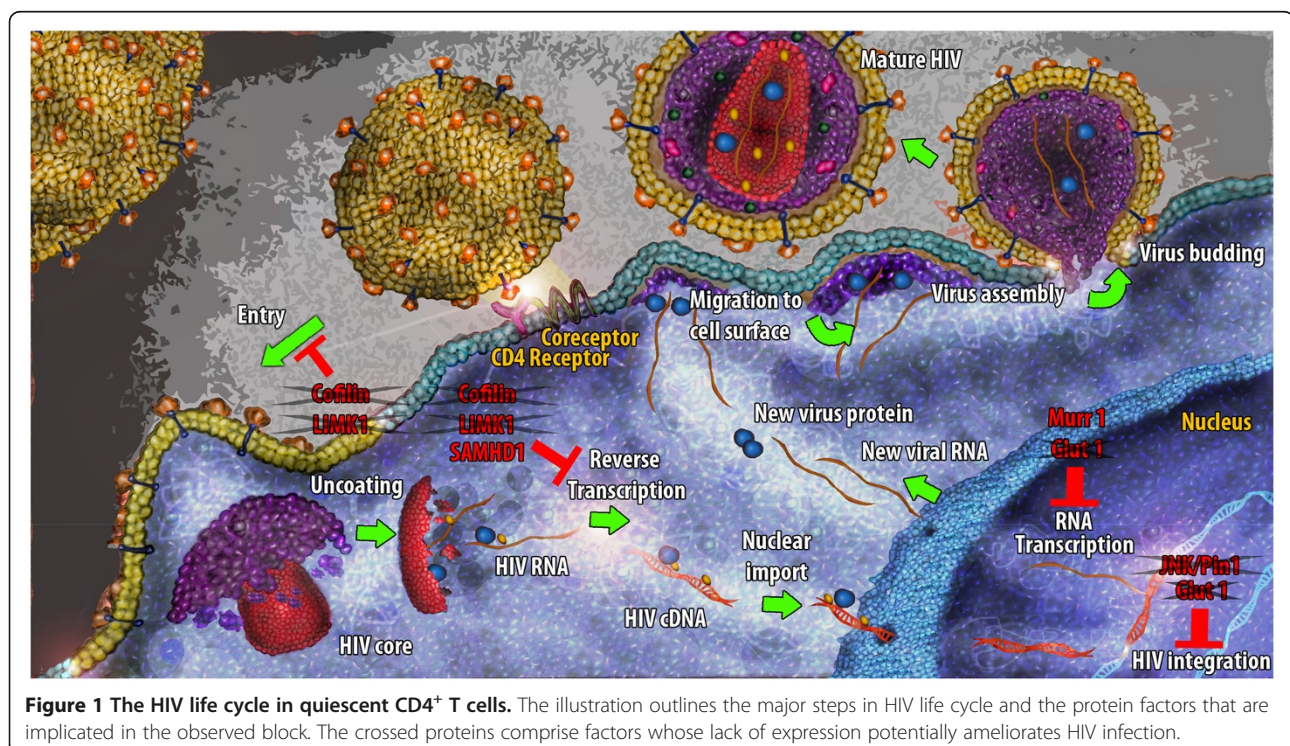 Mature HIV
Virus budding
Entry
Migration to
cell surface
Virus assembly
Coreceptor
CD4 Receptor
Cofilin
LIMK1
Cofilin
LIMK1
SAMHD1
Uncoating
Reverse
Transcription
New virus protein
New viral RNA
Murr 1
Glut 1
Nucleus
RNA
Transcription
HIV RNA
Nuclear
import
JNK/Pin1
Glut 1
HIV cDNA
HIV core
HIV integration
Figure 1 The HIV life cycle in quiescent CD4⁺ T cells. The illustration outlines the major steps in HIV life cycle and the protein factors that are
implicated in the observed block. The crossed proteins comprise factors whose lack of expression potentially ameliorates HIV infection.